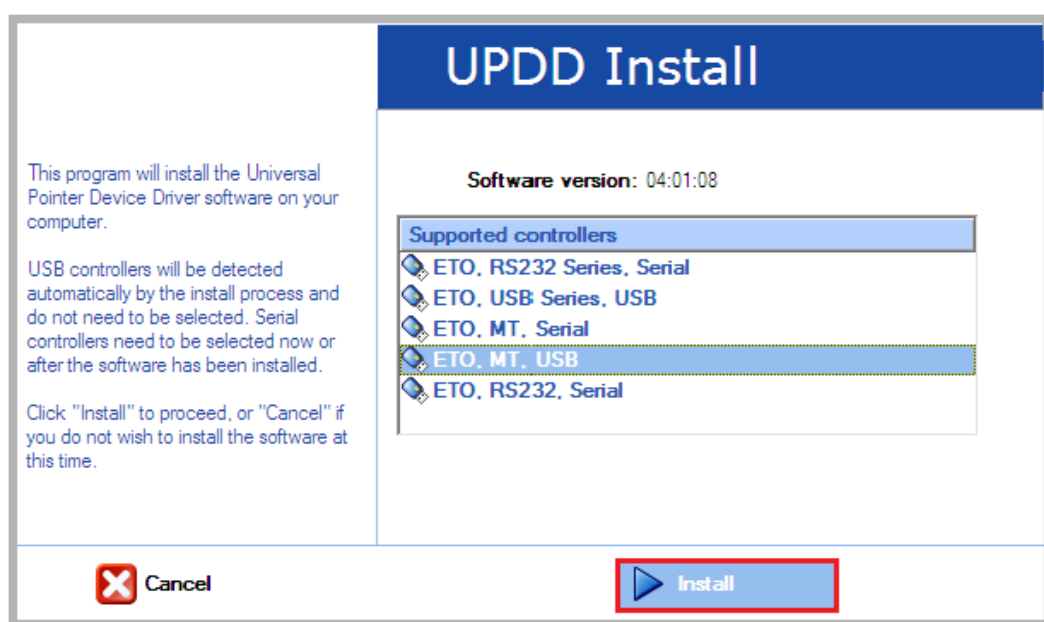 UPDD Install
This program will install the Universal
Pointer Device Driver software on your
computer.
USB controllers will be detected
automatically by the install process and
do not need to be selected. Serial
controllers need to be selected now or
after the software has been installed.
Click "Install" to proceed, or "Cancel" if
you do not wish to install the software at
this time.
Software version: 04:01:08
Supported controllers
ETO, RS232 Series, Serial
ETO, USB Series, USB
ETO, MT, Serial
ETO, MT, USB
ETO, RS232, Serial
Cancel
Install